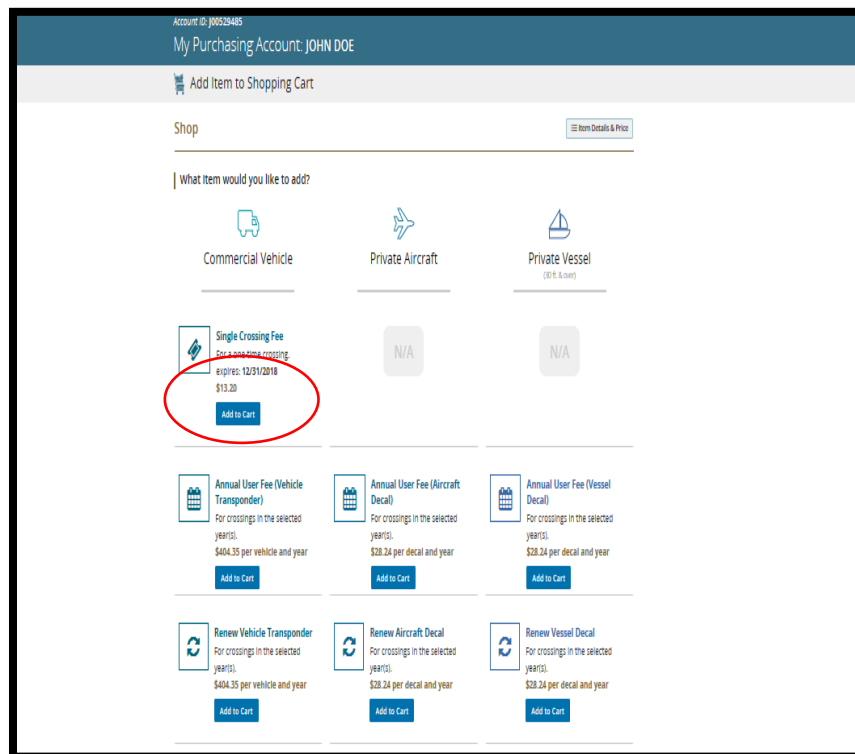 Account ID: J00529485
My Purchasing Account: JOHN DOE
Add Item to Shopping Cart
Shop
Item Details & Price
What item would you like to add?
Commercial Vehicle
Private Aircraft
Private Vessel
(30 ft. & over)
Single Crossing Fee
For a one-time crossing.
expires: 12/31/2018
$13.20
Add to Cart
N/A
N/A
Annual User Fee (Vehicle
Transponder)
For crossings in the selected
year(s).
$404.35 per vehicle and year
Add to Cart
Annual User Fee (Aircraft
Decal)
For crossings in the selected
year(s).
$28.24 per decal and year
Add to Cart
Annual User Fee (Vessel
Decal)
For crossings in the selected
year(s).
$28.24 per decal and year
Add to Cart
Renew Vehicle Transponder
For crossings in the selected
year(s).
$404.35 per vehicle and year
Add to Cart
Renew Aircraft Decal
For crossings in the selected
year(s).
$28.24 per decal and year
Add to Cart
Renew Vessel Decal
For crossings in the selected
year(s).
$28.24 per decal and year
Add to Cart